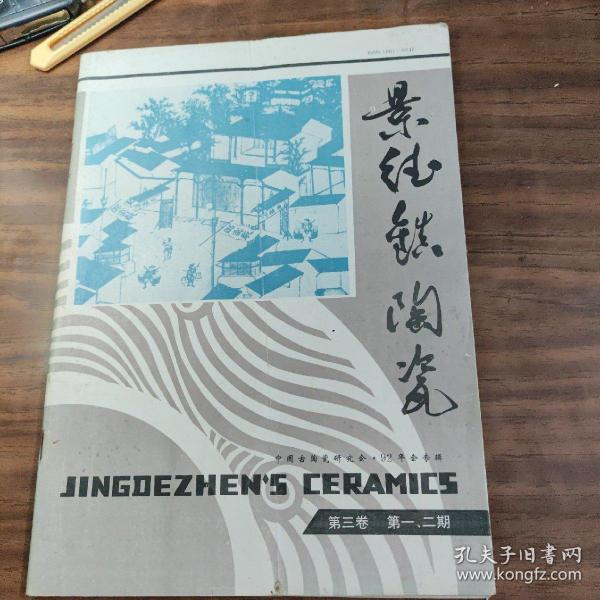 景德镇陶瓷
中国古陶瓷研究会·92年会专辑
JINGDEZHEN'S CERAMICS
第三卷 第一、二期
孔夫子旧书网
www.kongfz.com